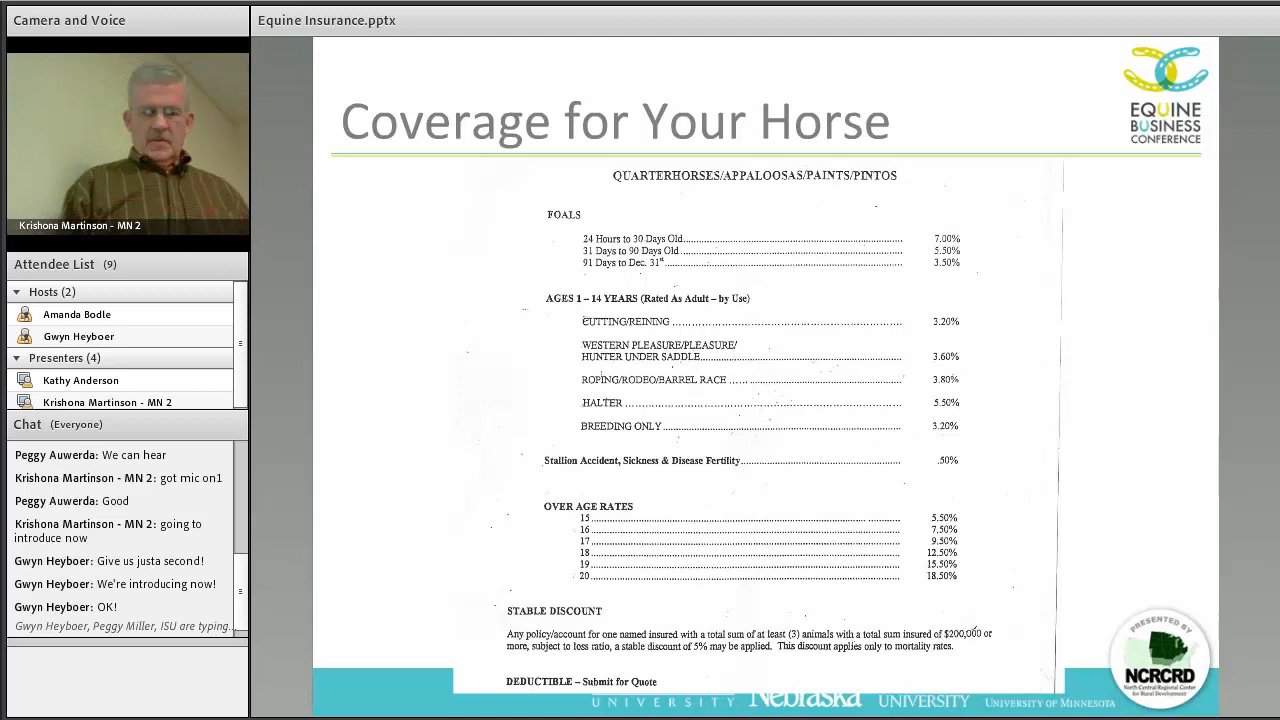 Camera and Voice
Krishona Martinson - MN 2
Attendee List (9)
Hosts (2)
Amanda Bodle
Gwyn Heyboer
Presenters (4)
Kathy Anderson
Krishona Martinson - MN 2
Chat (Everyone)
Peggy Auwerda: We can hear
Krishona Martinson - MN 2: got mic on1
Peggy Auwerda: Good
Krishona Martinson - MN 2: going to
introduce now
Gwyn Heyboer: Give us justa second!
Gwyn Heyboer: We're introducing now!
Gwyn Heyboer: OK!
Gwyn Heyboer, Peggy Miller, ISU are typing...
Equine Insurance.pptx
Coverage for Your Horse
EQUINE
BUSINESS
CONFERENCE
QUARTERHORSES/APPALOOSAS/PAINTS/PINTOS
FOALS
24 Hours to 30 Days Old 7.00%
31 Days to 90 Days Old 5.50%
91 Days to Dec. 31st 3.50%
AGES 1 – 14 YEARS (Rated As Adult – by Use)
CUTTING/REINING 3.20%
WESTERN PLEASURE/PLEASURE/
HUNTER UNDER SADDLE 3.60%
ROPING/RODEO/BARREL RACE 3.80%
HALTER 5.50%
BREEDING ONLY 3.20%
Stallion Accident, Sickness & Disease Fertility .50%
OVER AGE RATES
15 5.50%
16 7.50%
17 9.50%
18 12.50%
19 15.50%
20 18.50%
STABLE DISCOUNT
Any policy/account for one named insured with a total sum of at least (3) animals with a total sum insured of $200,000 or
more, subject to loss ratio, a stable discount of 5% may be applied. This discount applies only to mortality rates.
DEDUCTIBLE – Submit for Quote
UNIVERSITY Nebraska UNIVERSITY UNIVERSITY OF MINNESOTA
PRESENTED BY
NCRCRD
North Central Regional Center
for Rural Development